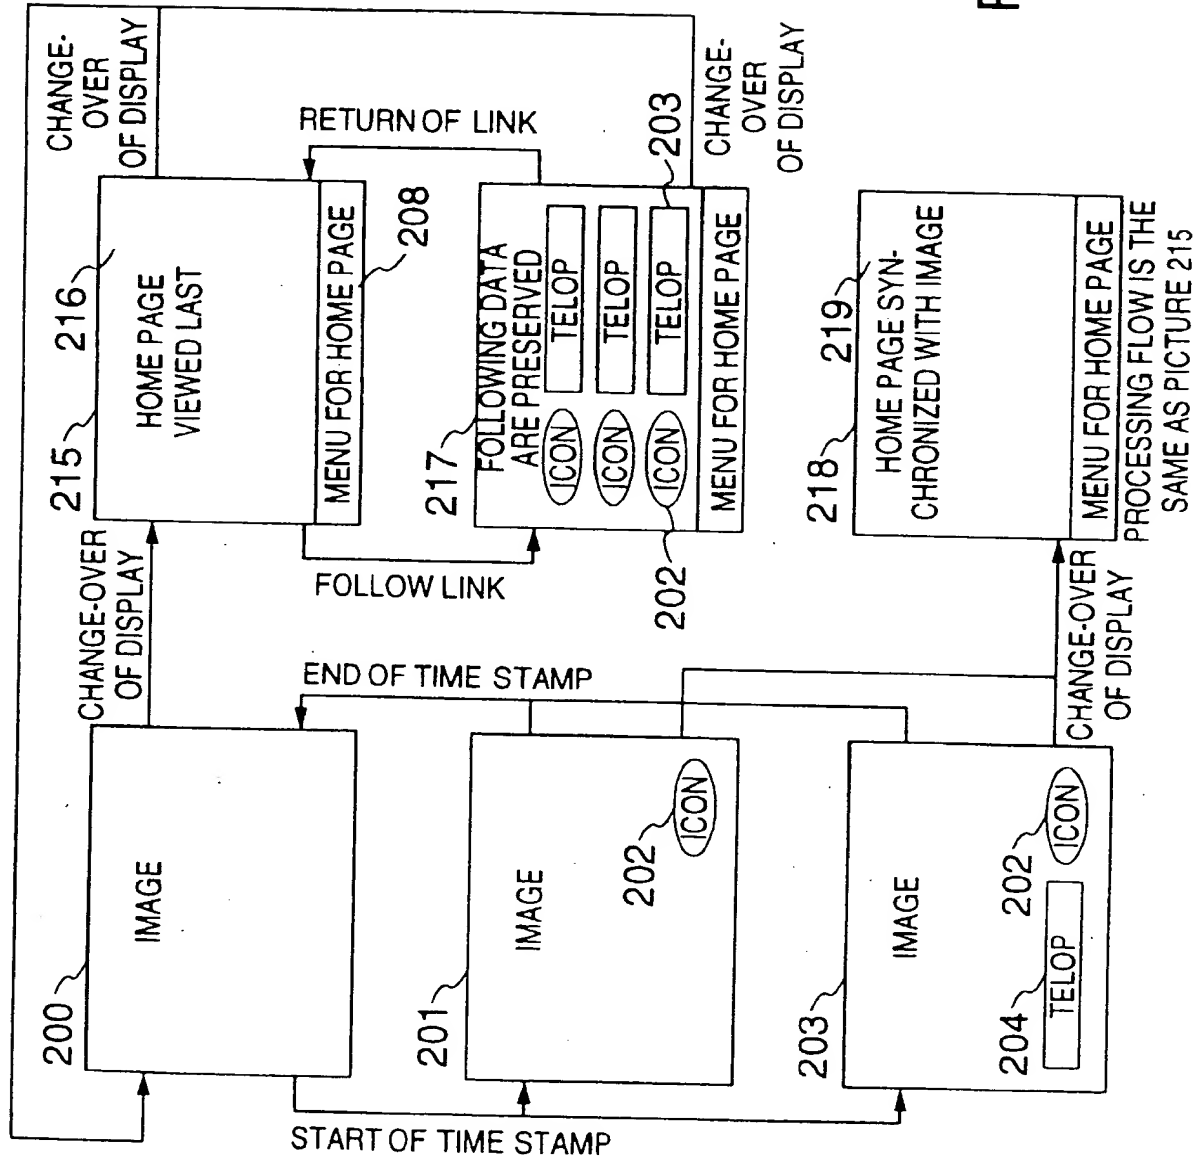 CHANGE-
OVER
OF DISPLAY
200
IMAGE
CHANGE-OVER
OF DISPLAY
215
216
HOME PAGE
VIEWED LAST
MENU FOR HOME PAGE
208
START OF TIME STAMP
END OF TIME STAMP
FOLLOW LINK
RETURN OF LINK
201
IMAGE
202
ICON
217
FOLLOWING DATA
ARE PRESERVED
ICON
TELOP
ICON
TELOP
ICON
TELOP
202
203
MENU FOR HOME PAGE
CHANGE-
OVER
OF DISPLAY
203
IMAGE
204
TELOP
202
ICON
CHANGE-OVER
OF DISPLAY
218
219
HOME PAGE SYN-
CHRONIZED WITH IMAGE
MENU FOR HOME PAGE
PROCESSING FLOW IS THE
SAME AS PICTURE 215